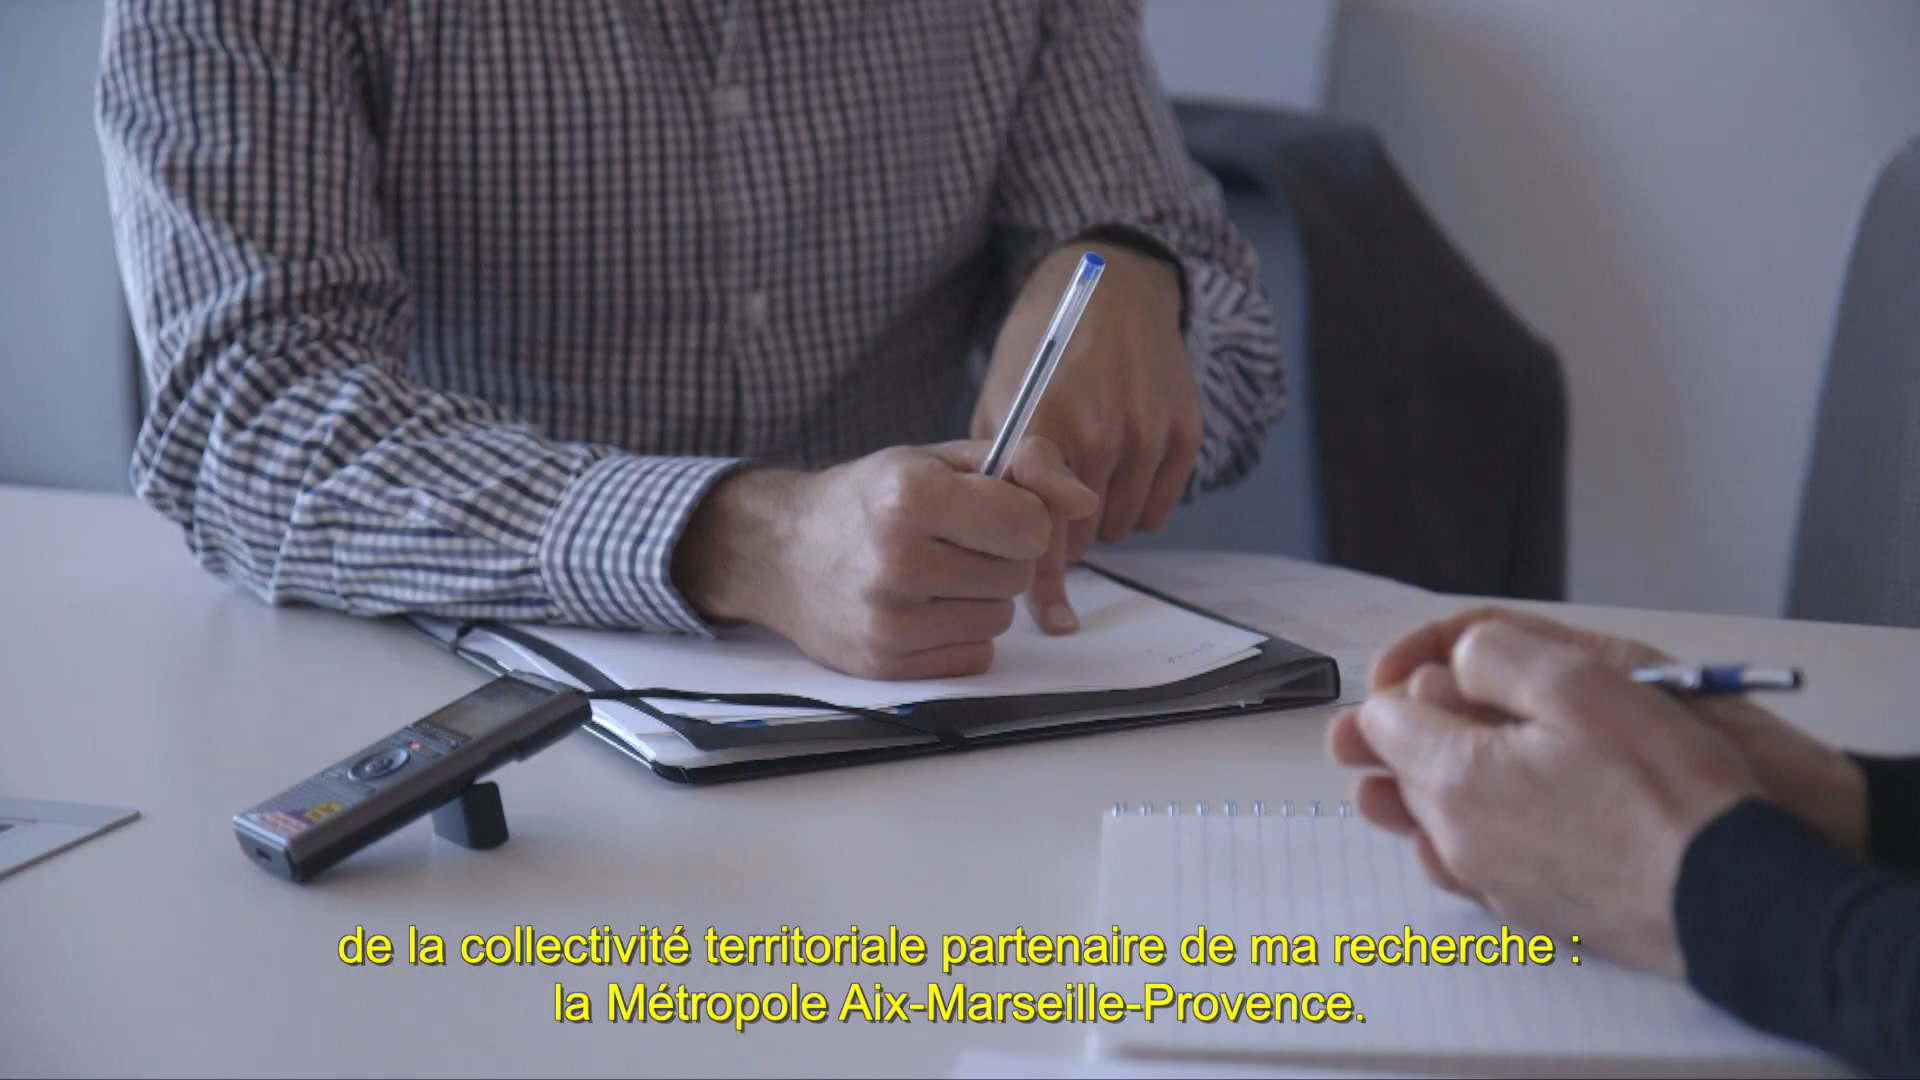 de la collectivité territoriale partenaire de ma recherche :
la Métropole Aix-Marseille-Provence.